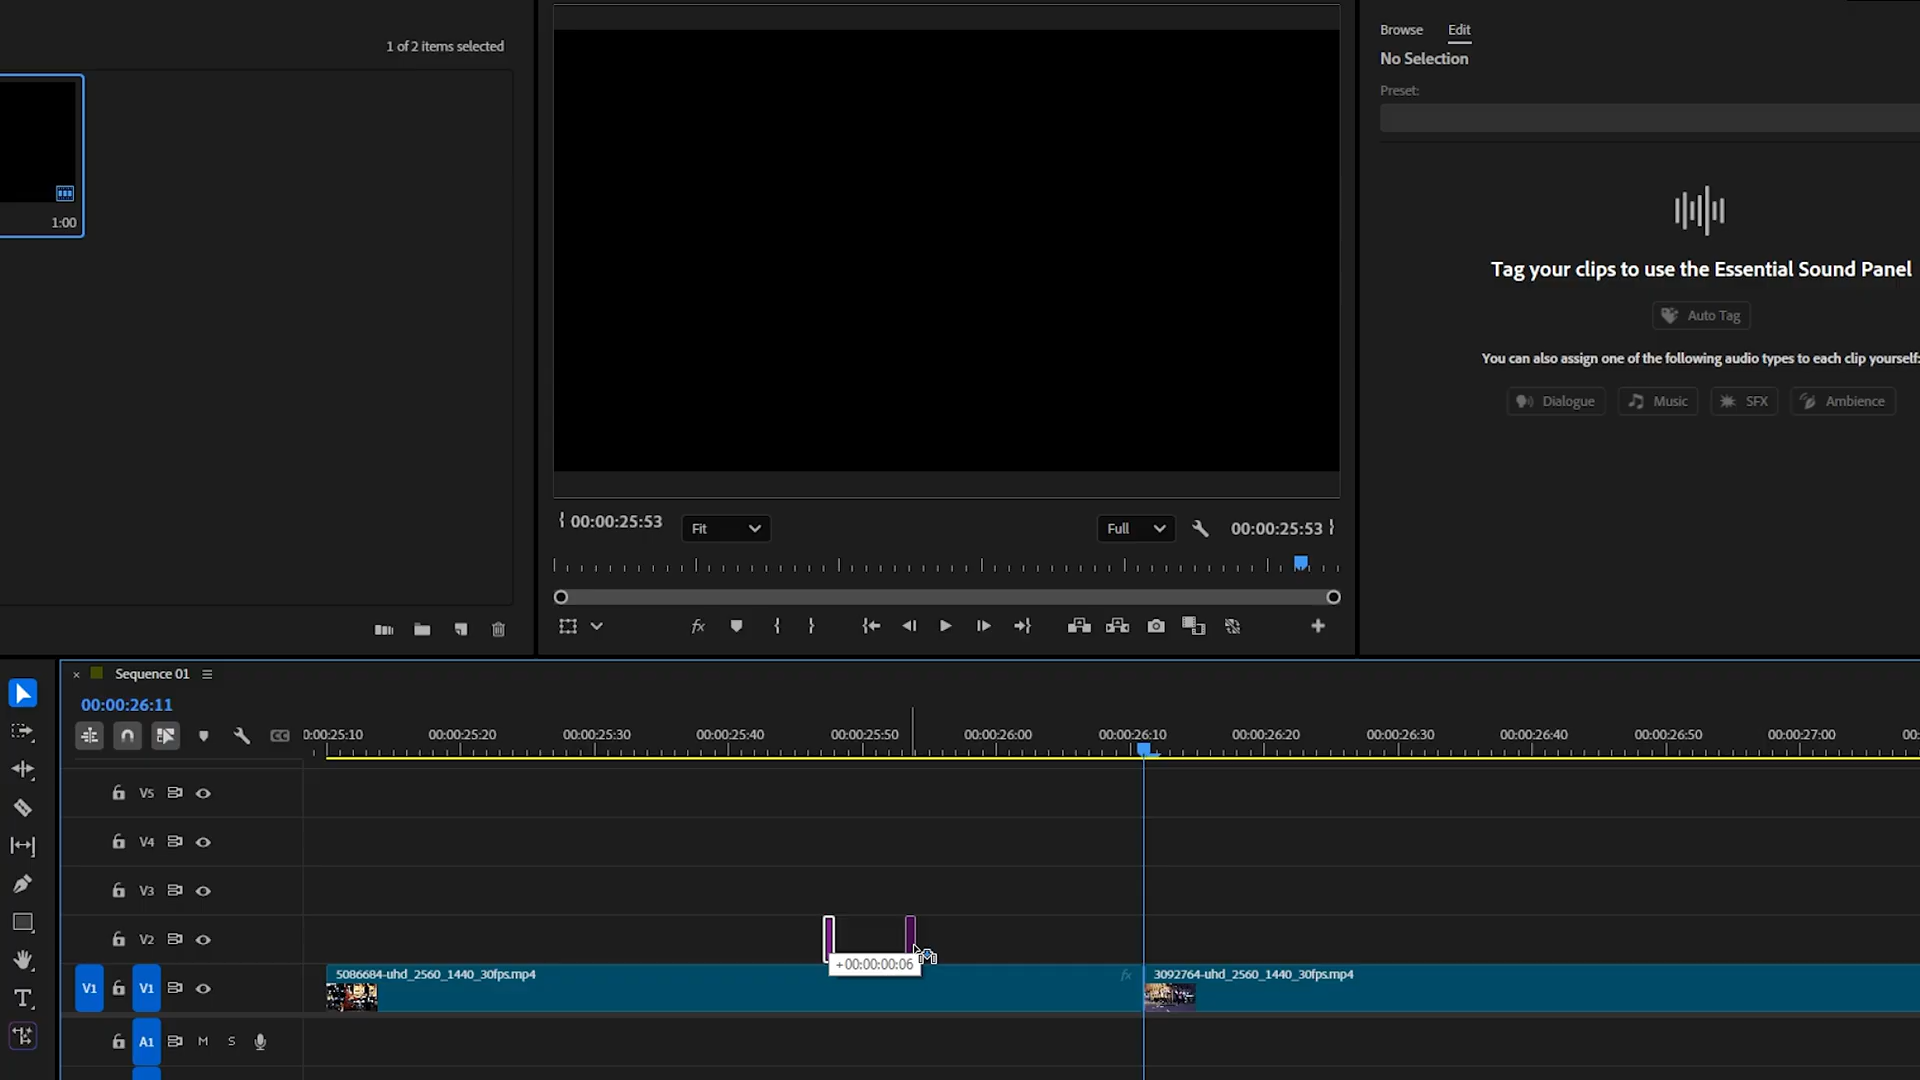 1 of 2 items selected
1:00
00:00:25:53
Fit
Full
00:00:25:53
fx
Browse
Edit
No Selection
Preset:
Tag your clips to use the Essential Sound Panel
Auto Tag
You can also assign one of the following audio types to each clip yourself:
Dialogue
Music
SFX
Ambience
× Sequence 01
00:00:26:11
CC
0:00:25:10
00:00:25:20
00:00:25:30
00:00:25:40
00:00:25:50
00:00:26:00
00:00:26:10
00:00:26:20
00:00:26:30
00:00:26:40
00:00:26:50
00:00:27:00
00:
V5
V4
V3
V2
+00:00:00:06
V1
V1
5086684-uhd_2560_1440_30fps.mp4
fx
3092764-uhd_2560_1440_30fps.mp4
T
A1
M
S